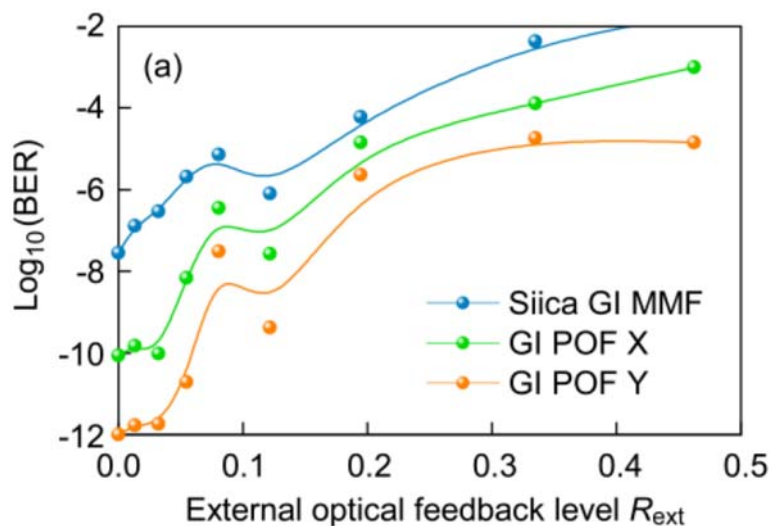 (a)
Log10(BER)
-2
-4
-6
-8
-10
-12
0.0 0.1 0.2 0.3 0.4 0.5
External optical feedback level Rext
Siica GI MMF
GI POF X
GI POF Y